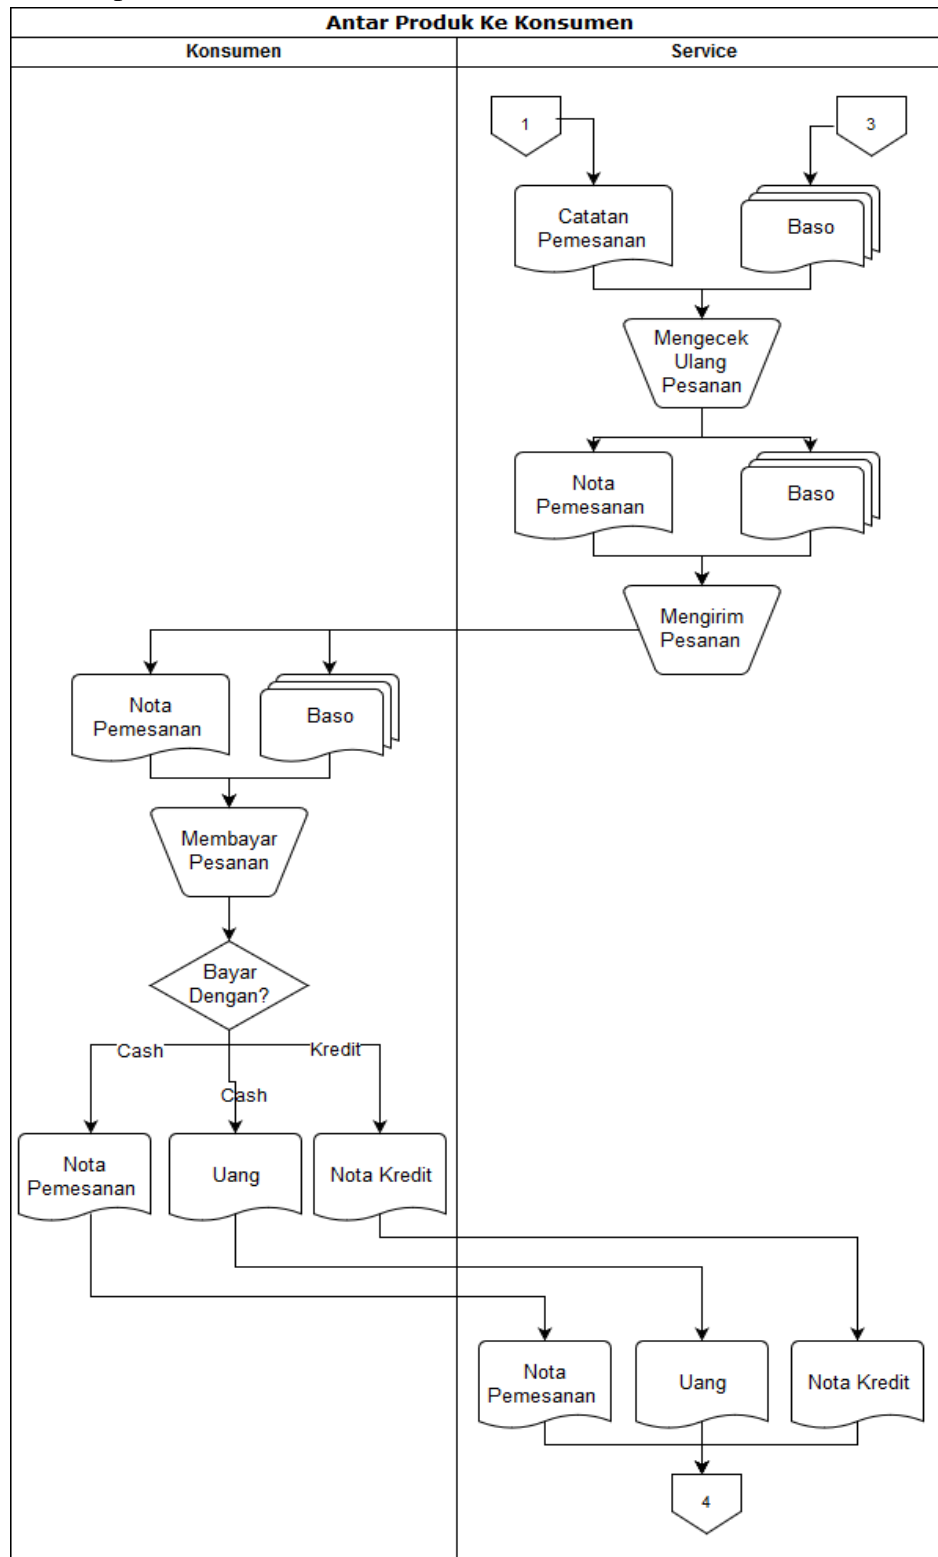 Antar Produk Ke Konsumen
Konsumen
Service
1
3
Catatan
Pemesanan
Baso
Mengecek
Ulang
Pesanan
Nota
Pemesanan
Baso
Mengirim
Pesanan
Nota
Pemesanan
Baso
Membayar
Pesanan
Bayar
Dengan?
Cash
Kredit
Cash
Nota
Pemesanan
Uang
Nota Kredit
Nota
Pemesanan
Uang
Nota Kredit
4